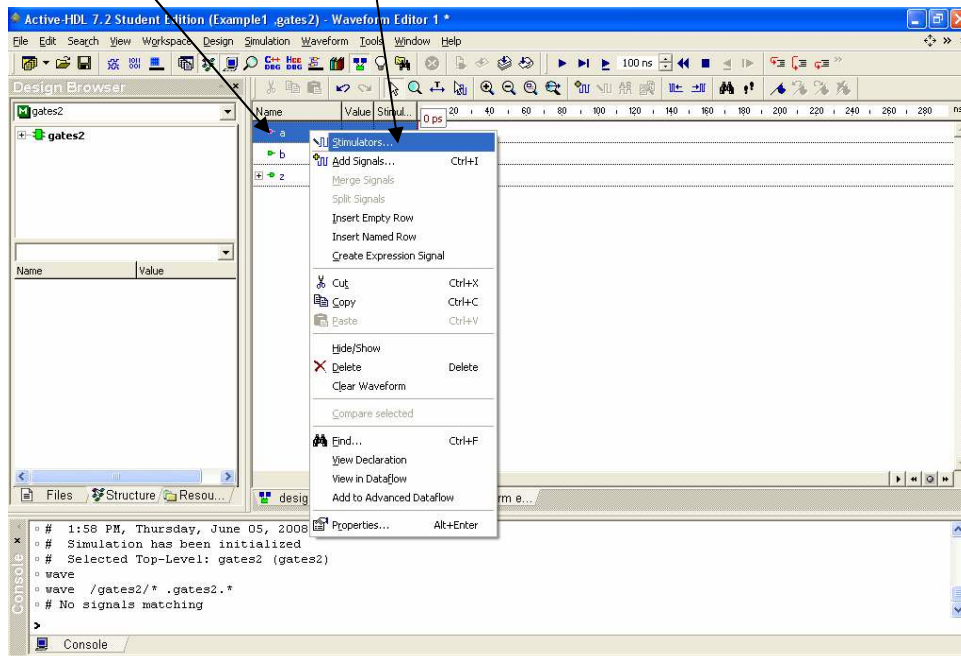 Active-HDL 7.2 Student Edition (Example1 ,gates2) - Waveform Editor 1 *
File Edit Search View Workspace Design Simulation Waveform Tools Window Help
100 ns
Design Browser
gates2
gates2
Name Value
Files Structure Resou...
Name Value Stimul...
0 ps
20 40 60 80 100 120 140 160 180 200 220 240 260 280
a
b
z
Stimulators...
Add Signals... Ctrl+I
Merge Signals
Split Signals
Insert Empty Row
Insert Named Row
Create Expression Signal
Cut Ctrl+X
Copy Ctrl+C
Paste Ctrl+V
Hide/Show
Delete Delete
Clear Waveform
Compare selected
Find... Ctrl+F
View Declaration
View in Dataflow
Add to Advanced Dataflow
Properties... Alt+Enter
desig
rm e...
# 1:58 PM, Thursday, June 05, 2008
# Simulation has been initialized
# Selected Top-Level: gates2 (gates2)
wave
wave /gates2/* .gates2.*
# No signals matching
>
Console
Console